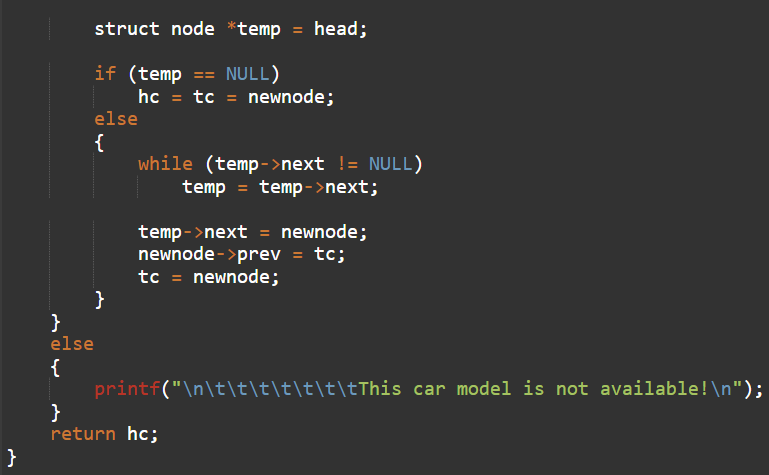 struct node *temp = head;
if (temp == NULL)
hc = tc = newnode;
else
{
while (temp->next != NULL)
temp = temp->next;
temp->next = newnode;
newnode->prev = tc;
tc = newnode;
}
}
else
{
printf("\n\t\t\t\t\t\t\tThis car model is not available!\n");
}
return hc;
}